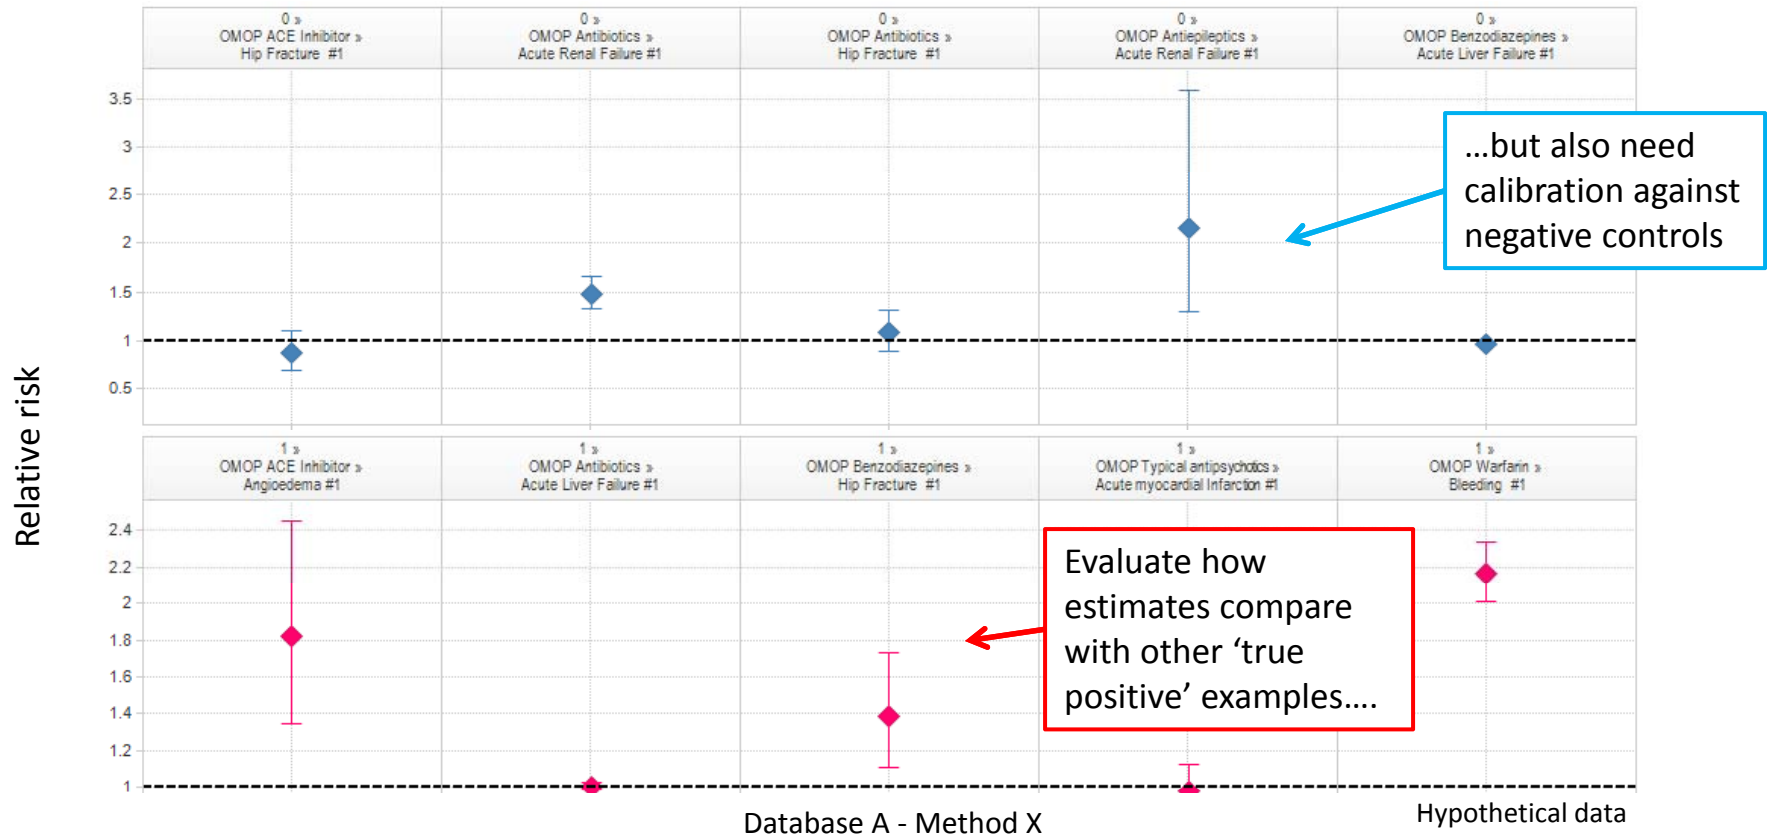 0 »
OMOP ACE Inhibitor »
Hip Fracture #1
0 »
OMOP Antibiotics »
Acute Renal Failure #1
0 »
OMOP Antibiotics »
Hip Fracture #1
0 »
OMOP Antiepileptics »
Acute Renal Failure #1
0 »
OMOP Benzodiazepines »
Acute Liver Failure #1
3.5
3
2.5
2
1.5
1
0.5
...but also need
calibration against
negative controls
Relative risk
1 »
OMOP ACE Inhibitor »
Angioedema #1
1 »
OMOP Antibiotics »
Acute Liver Failure #1
1 »
OMOP Benzodiazepines »
Hip Fracture #1
1 »
OMOP Typical antipsychotics »
Acute myocardial Infarction #1
1 »
OMOP Warfarin »
Bleeding #1
2.4
2.2
2
1.8
1.6
1.4
1.2
1
Evaluate how
estimates compare
with other ‘true
positive’ examples....
Database A - Method X
Hypothetical data